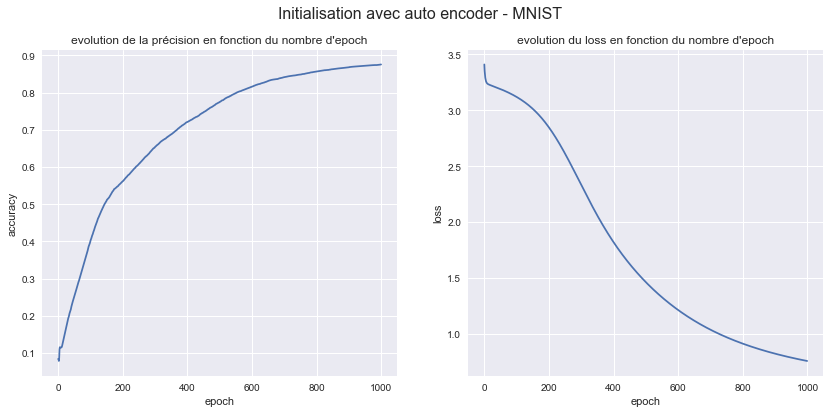 Initialisation avec auto encoder - MNIST
evolution de la précision en fonction du nombre d'epoch
0.9
0.8
0.7
0.6
0.5
0.4
0.3
0.2
0.1
accuracy
0 200 400 600 800 1000
epoch
evolution du loss en fonction du nombre d'epoch
3.5
3.0
2.5
2.0
1.5
1.0
loss
0 200 400 600 800 1000
epoch